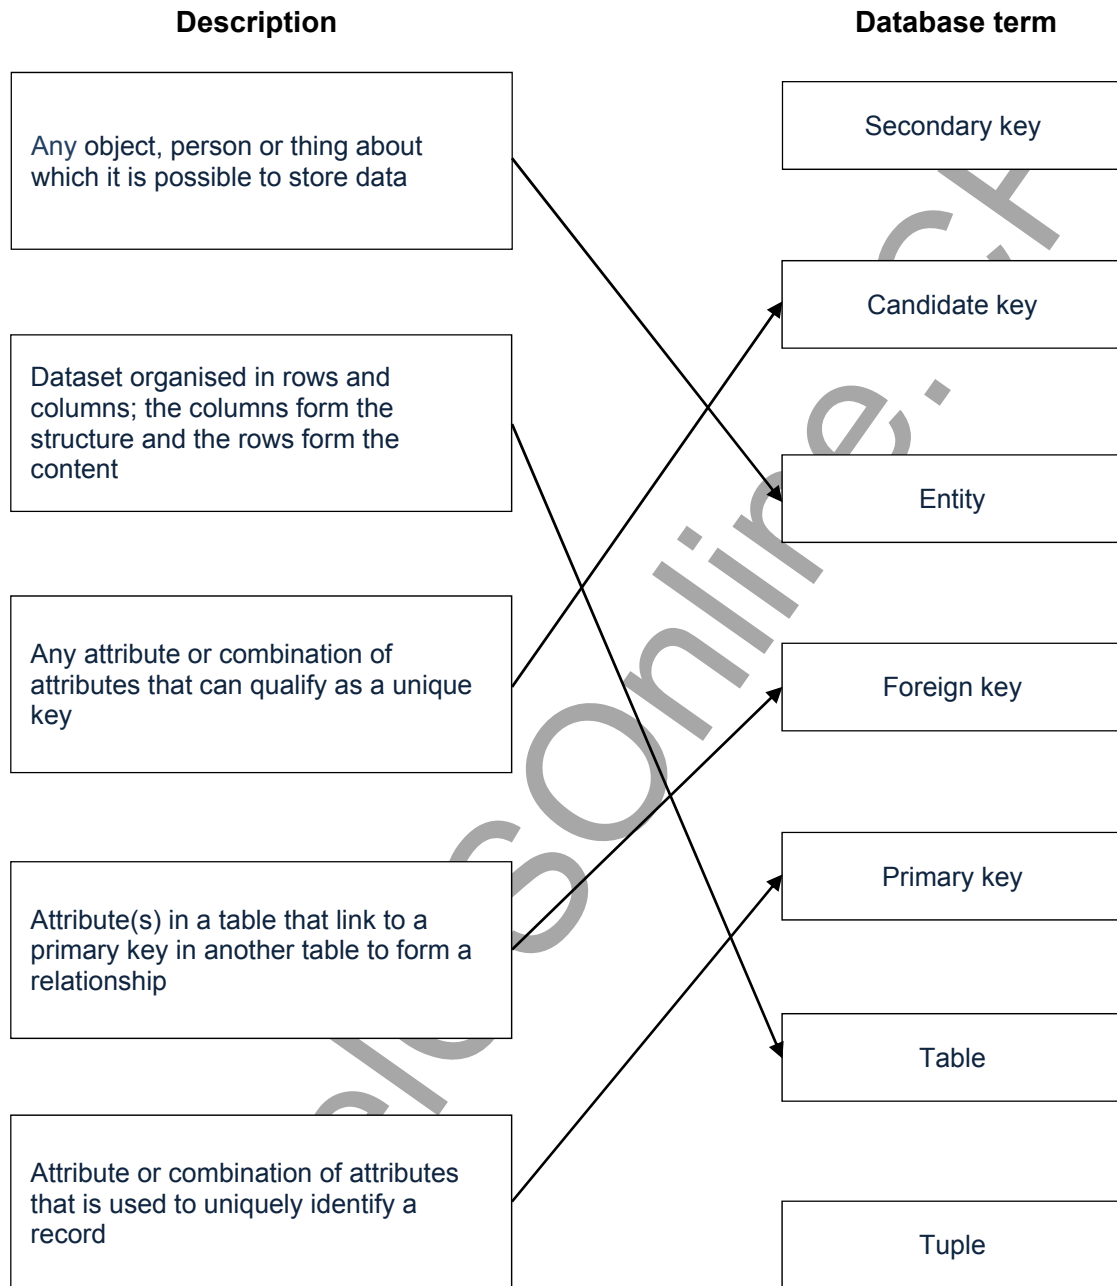 Description
Database term
Any object, person or thing about
which it is possible to store data
Dataset organised in rows and
columns; the columns form the
structure and the rows form the
content
Any attribute or combination of
attributes that can qualify as a unique
key
Attribute(s) in a table that link to a
primary key in another table to form a
relationship
Attribute or combination of attributes
that is used to uniquely identify a
record
Secondary key
Candidate key
Entity
Foreign key
Primary key
Table
Tuple